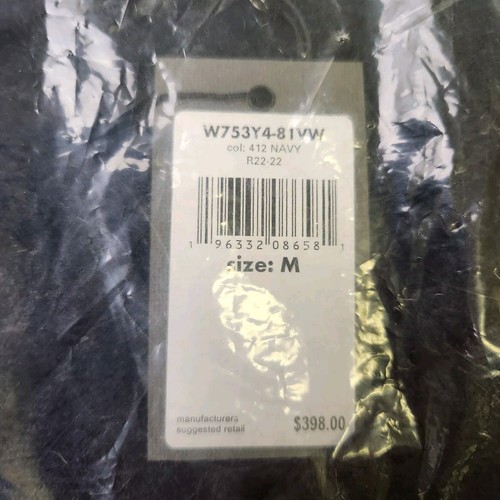 W753Y4-81VW
col: 412 NAVY
R22-22
1 96332 08658 1
size: M
manufacturers
suggested retail
$398.00